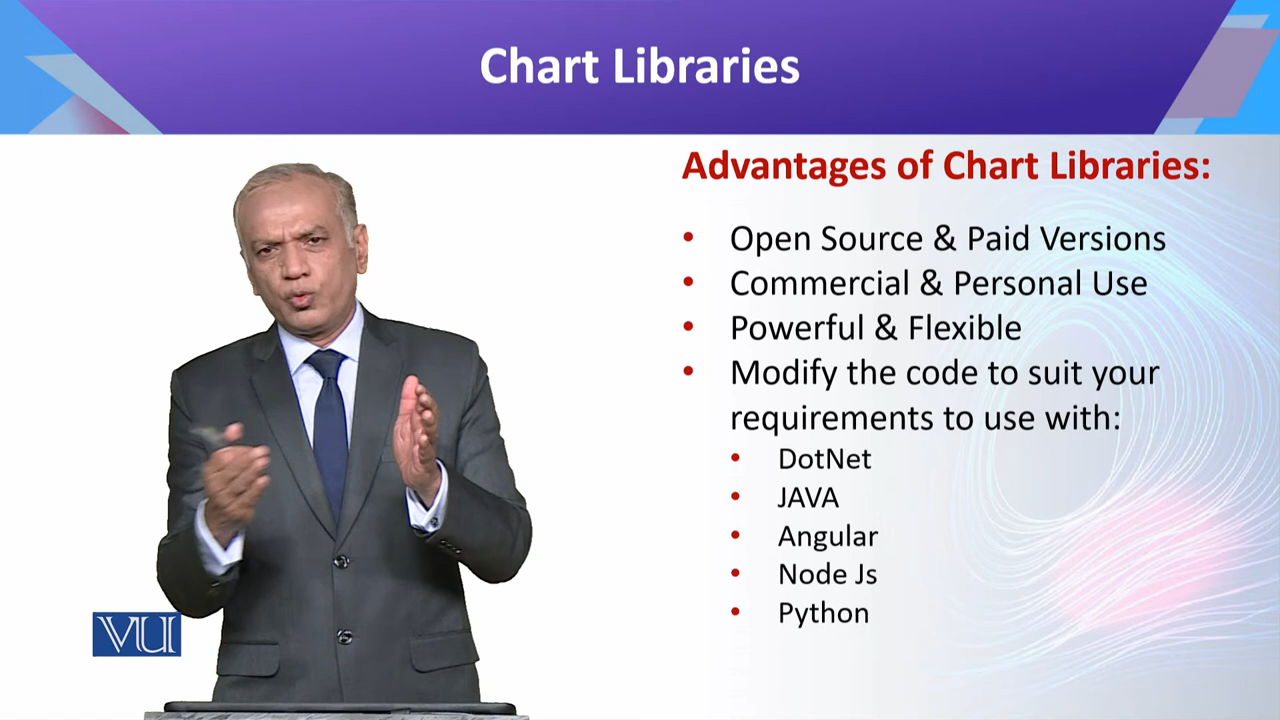 Chart Libraries
Advantages of Chart Libraries:
• Open Source & Paid Versions
• Commercial & Personal Use
• Powerful & Flexible
• Modify the code to suit your
requirements to use with:
• DotNet
• JAVA
• Angular
• Node Js
• Python
VU